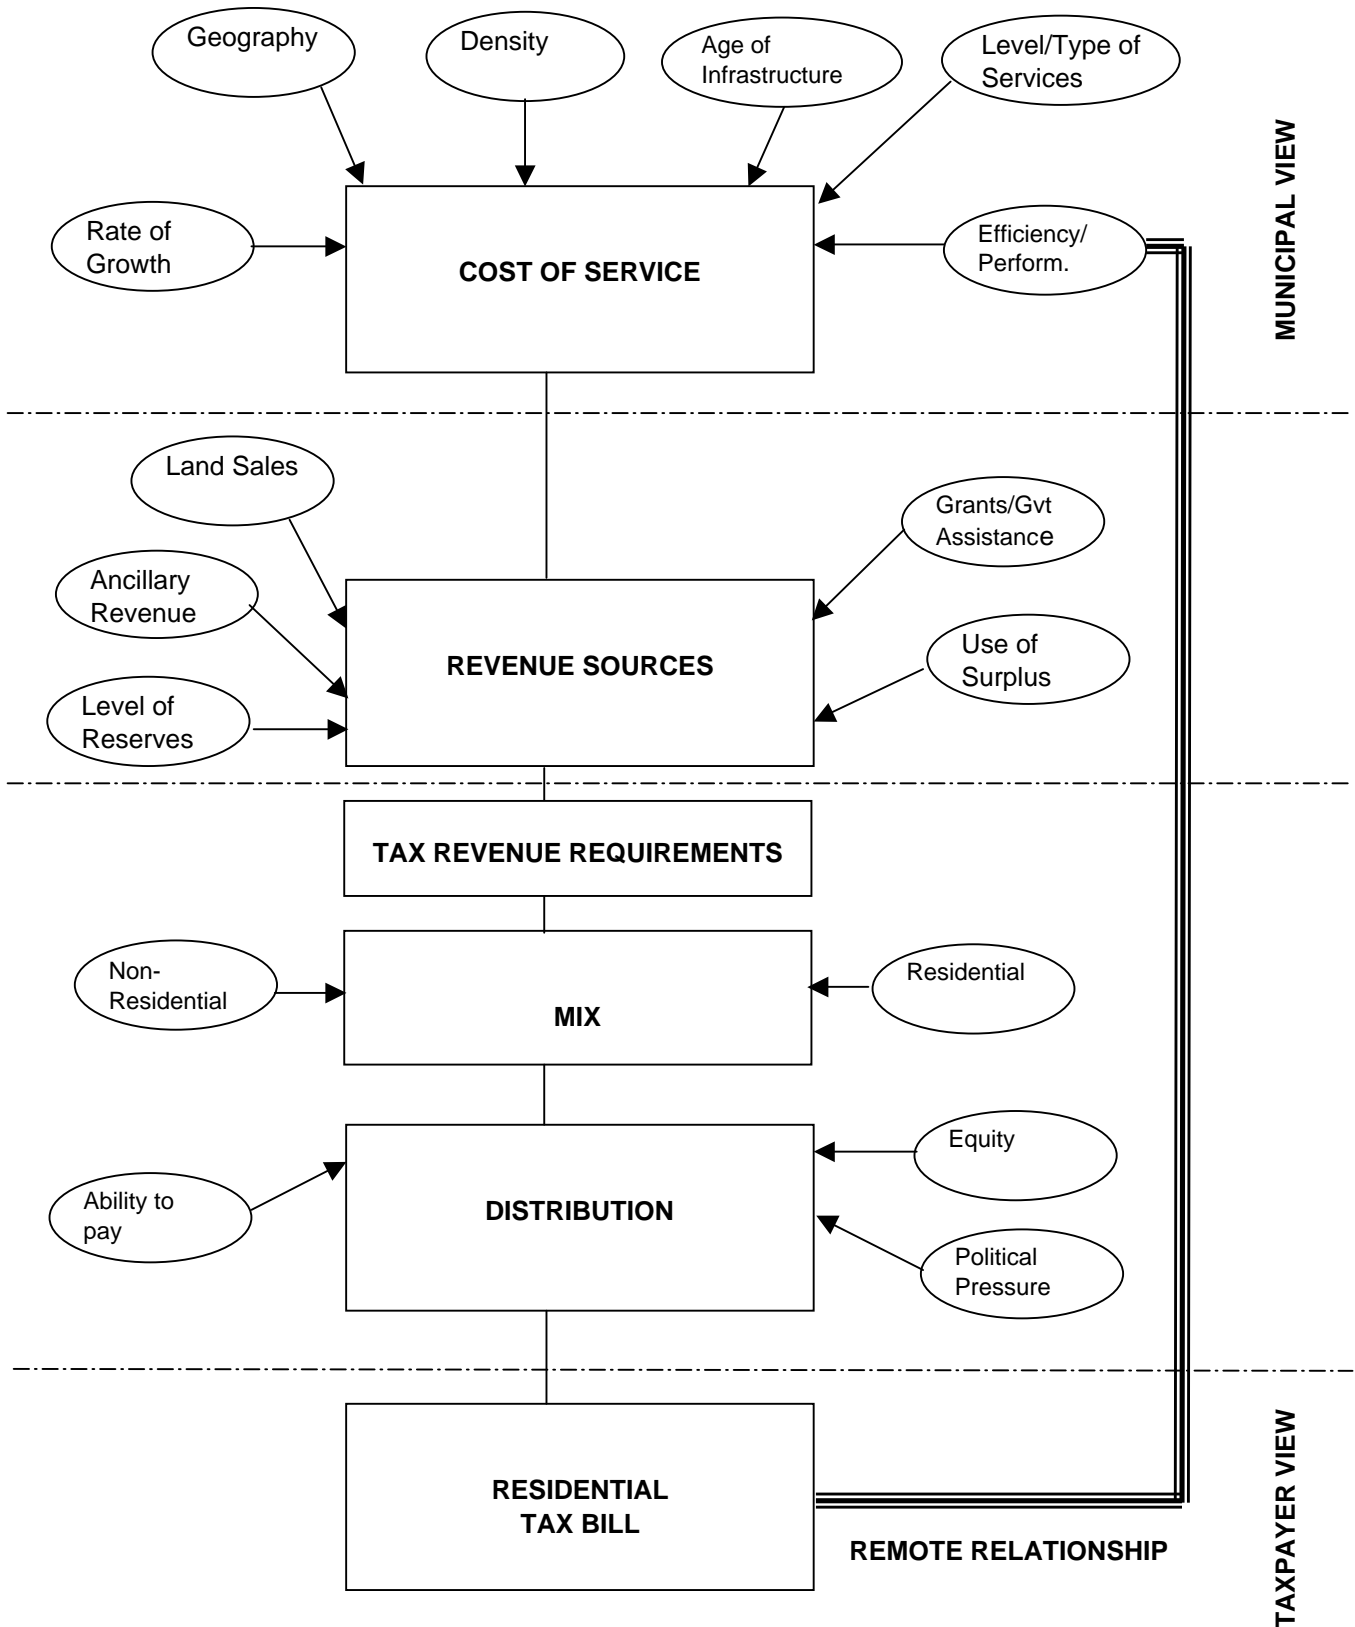 Geography
Density
Age of
Infrastructure
Level/Type of
Services
MUNICIPAL VIEW
Rate of
Growth
COST OF SERVICE
Efficiency/
Perform.
Land Sales
Grants/Gvt
Assistance
Ancillary
Revenue
REVENUE SOURCES
Use of
Surplus
Level of
Reserves
TAX REVENUE REQUIREMENTS
Non-
Residential
MIX
Residential
Ability to
pay
DISTRIBUTION
Equity
Political
Pressure
RESIDENTIAL
TAX BILL
REMOTE RELATIONSHIP
TAXPAYER VIEW